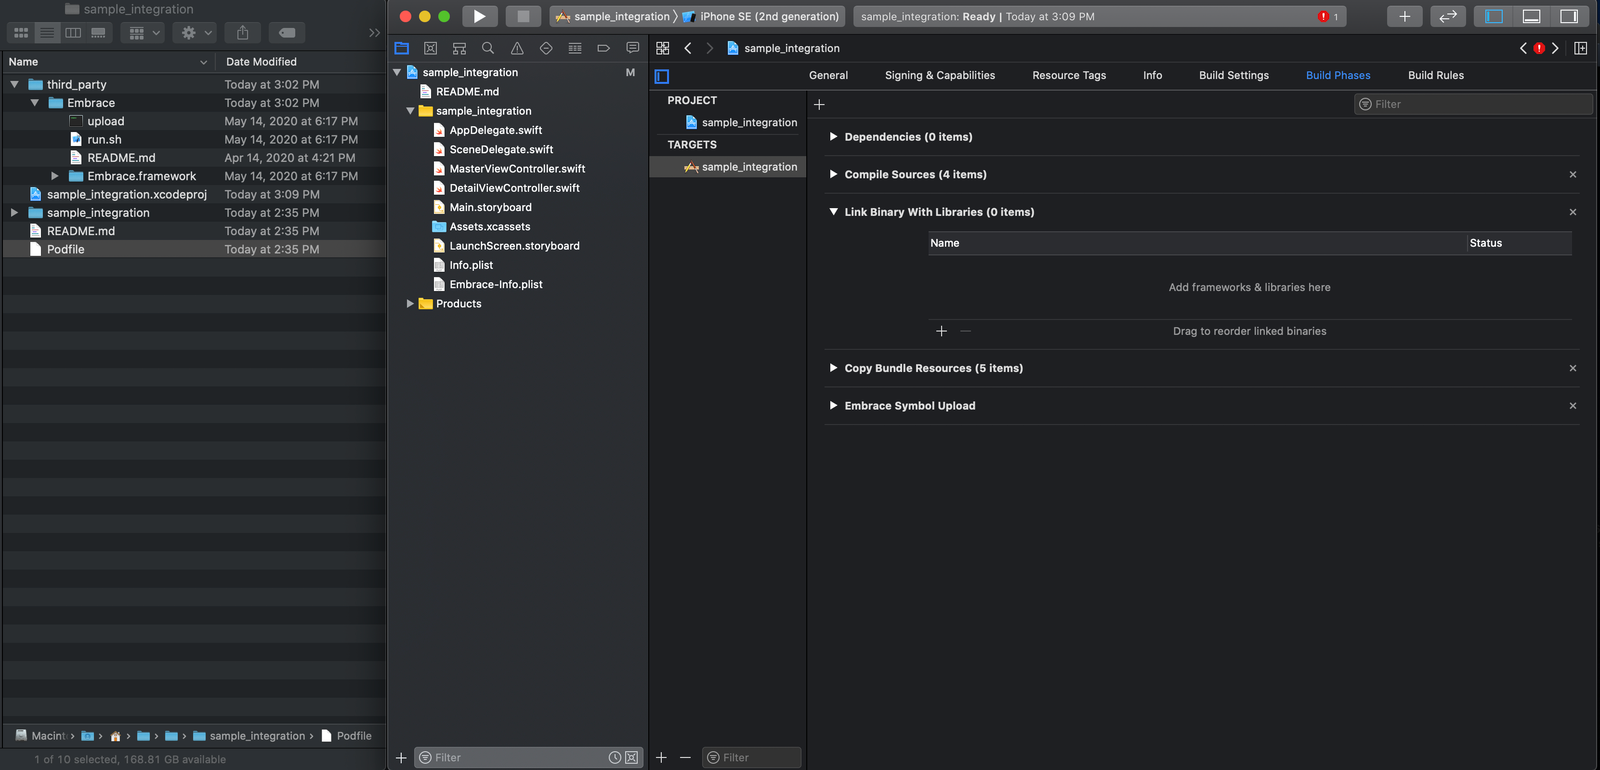 sample_integration
Name Date Modified
third_party Today at 3:02 PM
Embrace Today at 3:02 PM
upload May 14, 2020 at 6:17 PM
run.sh May 14, 2020 at 6:17 PM
README.md Apr 14, 2020 at 4:21 PM
Embrace.framework May 14, 2020 at 6:17 PM
sample_integration.xcodeproj Today at 3:09 PM
sample_integration Today at 2:35 PM
README.md Today at 2:35 PM
Podfile Today at 2:35 PM
Macint sample_integration Podfile
1 of 10 selected, 168.81 GB available
sample_integration iPhone SE (2nd generation)
sample_integration: Ready | Today at 3:09 PM 1
sample_integration M
README.md
sample_integration
AppDelegate.swift
SceneDelegate.swift
MasterViewController.swift
DetailViewController.swift
Main.storyboard
Assets.xcassets
LaunchScreen.storyboard
Info.plist
Embrace-Info.plist
Products
Filter
sample_integration
General Signing & Capabilities Resource Tags Info Build Settings Build Phases Build Rules
PROJECT
sample_integration
TARGETS
sample_integration
Filter
Filter
Dependencies (0 items)
Compile Sources (4 items)
Link Binary With Libraries (0 items)
Name Status
Add frameworks & libraries here
Drag to reorder linked binaries
Copy Bundle Resources (5 items)
Embrace Symbol Upload